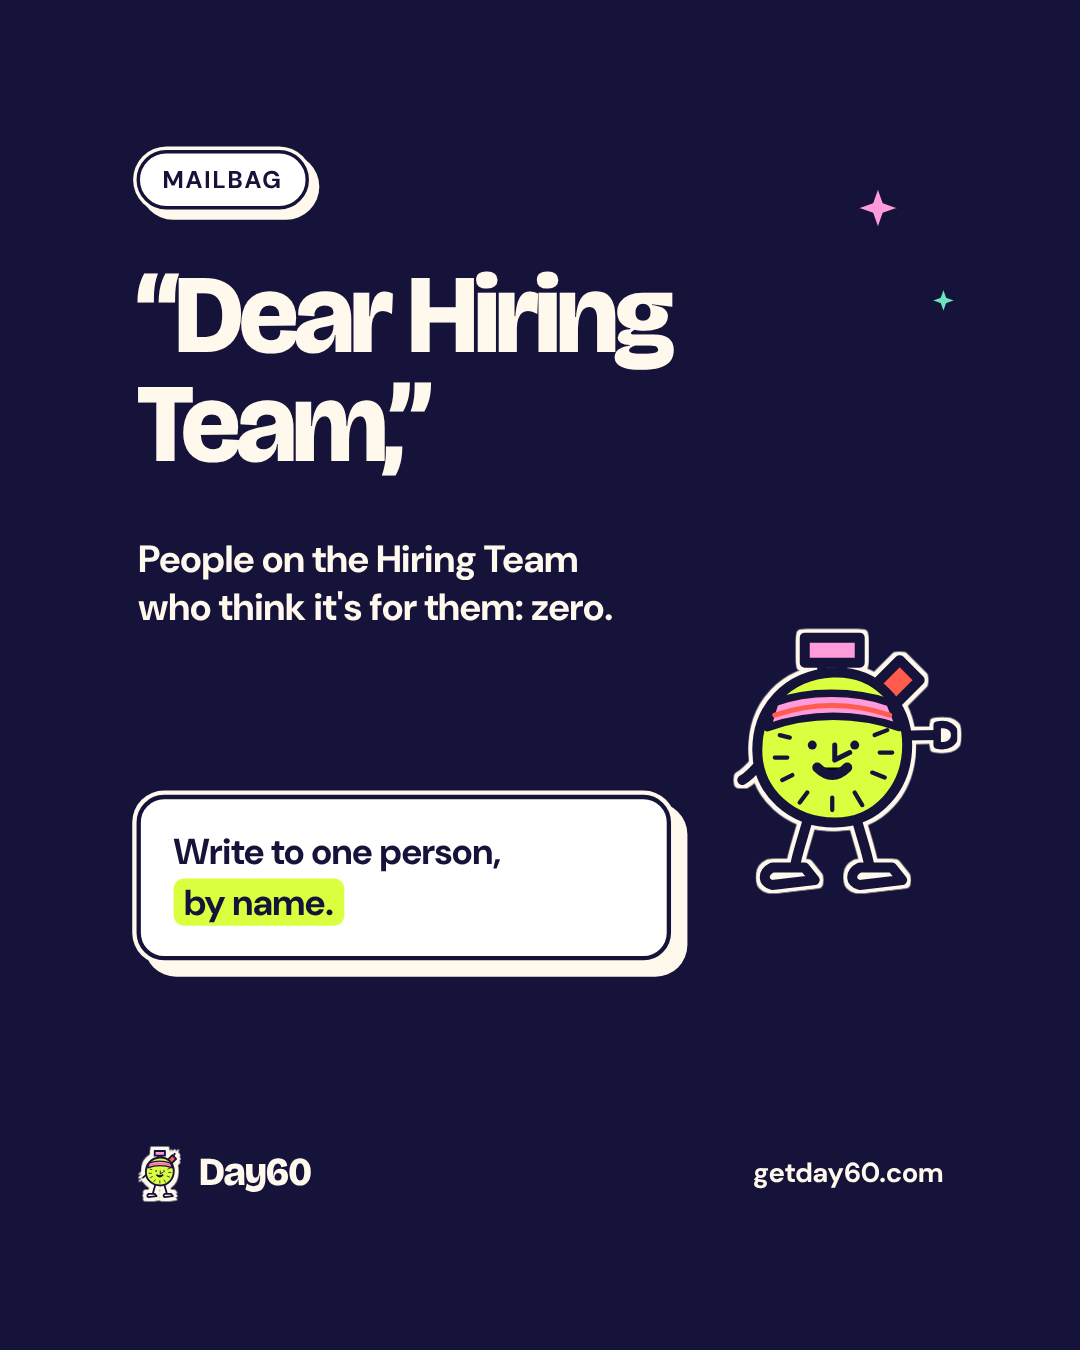 MAILBAG
“Dear Hiring
Team,”
People on the Hiring Team
who think it's for them: zero.
Write to one person,
by name.
Day60
getday60.com